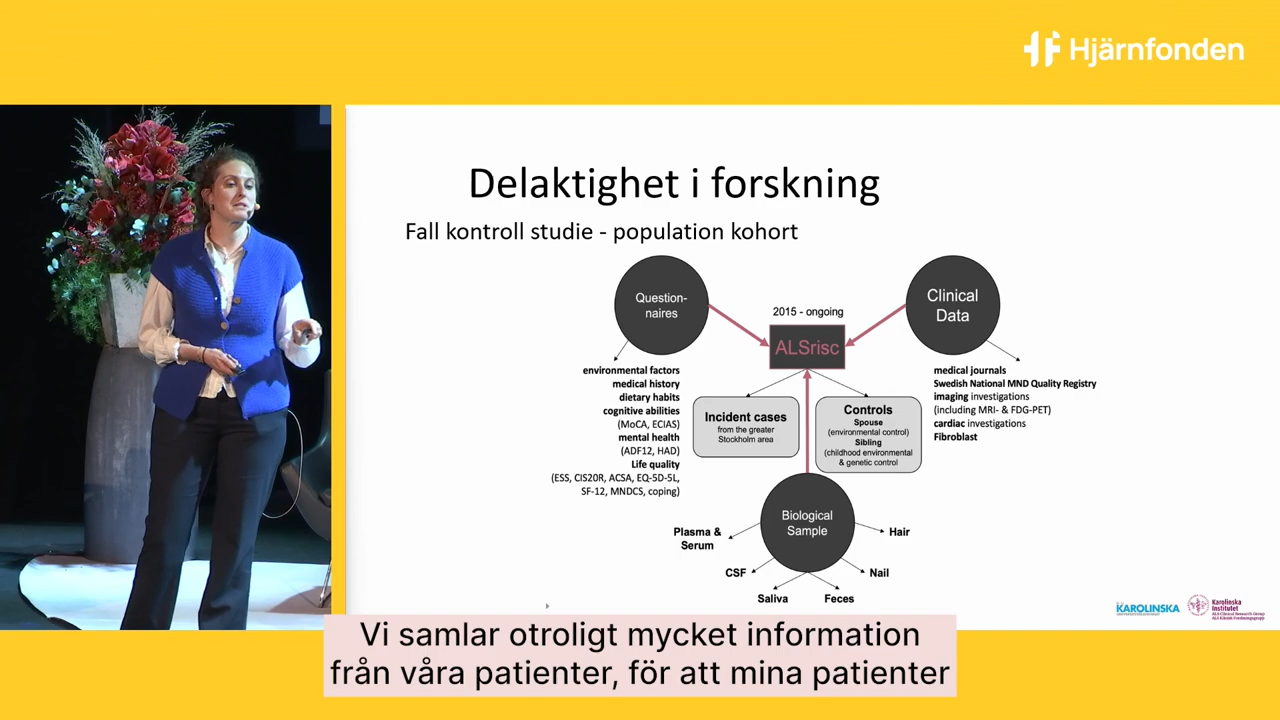 Hjärnfonden
Delaktighet i forskning
Fall kontroll studie - population kohort
Question-
naires
2015 - ongoing
ALSrisc
Clinical
Data
environmental factors
medical history
dietary habits
cognitive abilities
(MoCA, ECIAS)
mental health
(ADF12, HAD)
Life quality
(ESS, CIS20R, ACSA, EQ-5D-5L,
SF-12, MNDCS, coping)
Incident cases
from the greater
Stockholm area
Controls
Spouse
(environmental control)
Sibling
(childhood environmental
& genetic control
medical journals
Swedish National MND Quality Registry
imaging investigations
(including MRI- & FDG-PET)
cardiac investigations
Fibroblast
Biological
Sample
Plasma &
Serum
CSF
Saliva
Feces
Nail
Hair
KAROLINSKA
Karolinska
Institutet
ALS Clinical Research Group
Vi samlar otroligt mycket information
från våra patienter, för att mina patienter